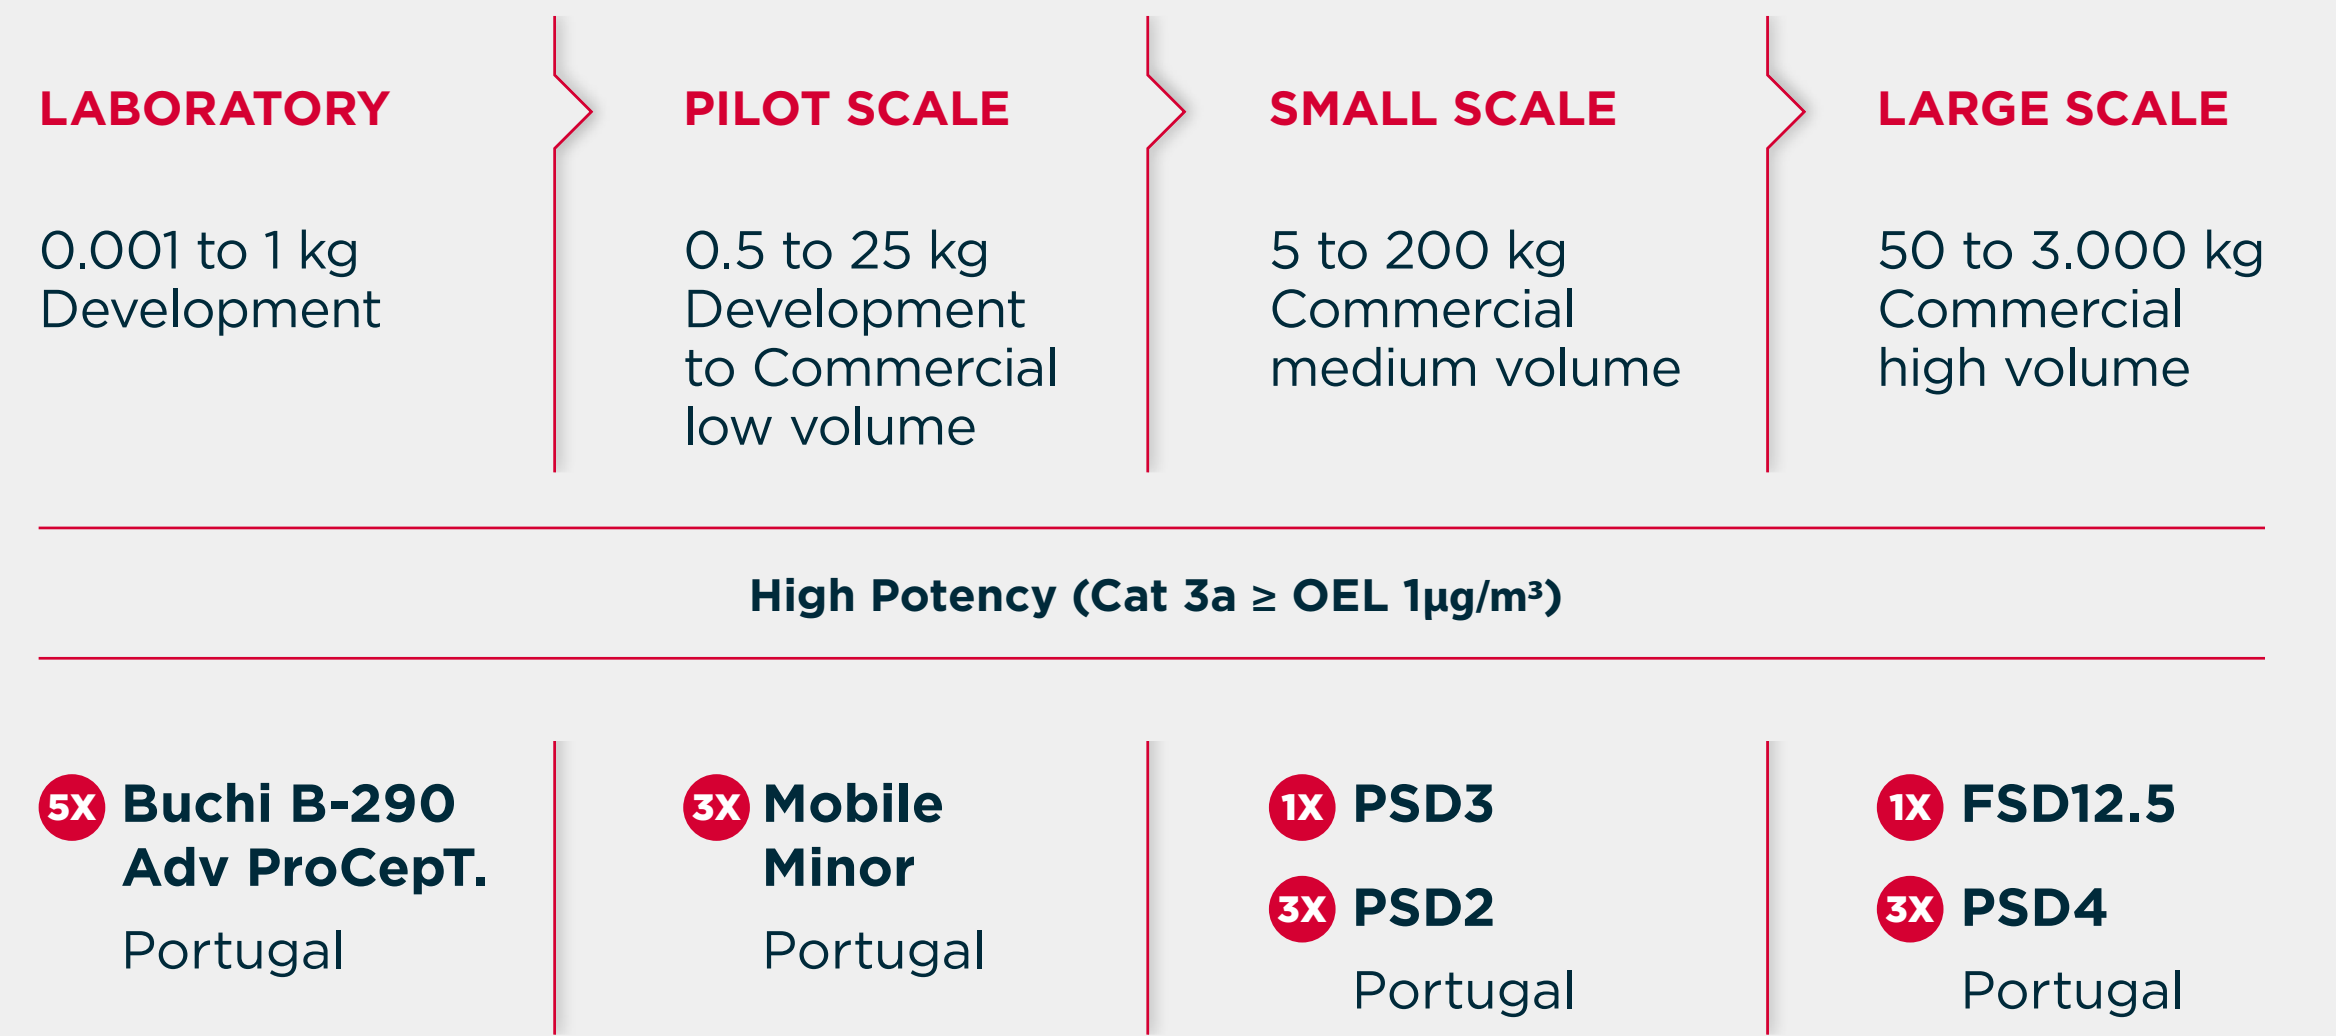 LABORATORY
0.001 to 1 kg
Development
PILOT SCALE
0.5 to 25 kg
Development
to Commercial
low volume
SMALL SCALE
5 to 200 kg
Commercial
medium volume
LARGE SCALE
50 to 3.000 kg
Commercial
high volume
High Potency (Cat 3a ≥ OEL 1µg/m³)
5X Buchi B-290
Adv ProCepT.
Portugal
3X Mobile
Minor
Portugal
1X PSD3
3X PSD2
Portugal
1X FSD12.5
3X PSD4
Portugal